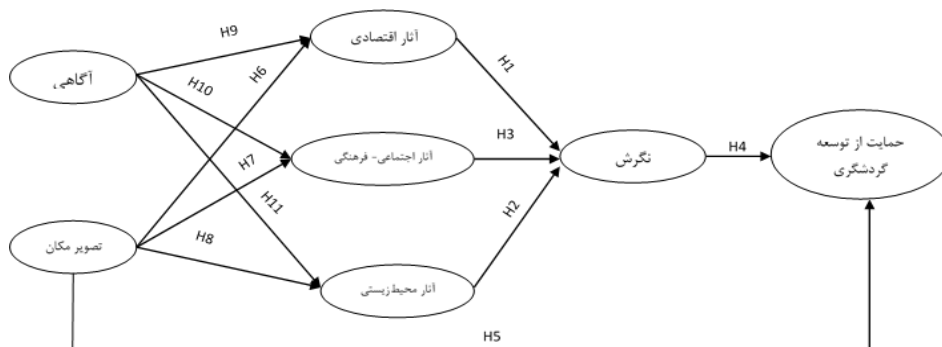 آثار اقتصادی
H9
H1
H6
آگاهی
H10
آثار اجتماعی- فرهنگی
H3
نگرش
H4
حمایت از توسعه
گردشگری
H7
H11
H2
تصویر مکان
H8
آثار محیط‌زیستی
H5